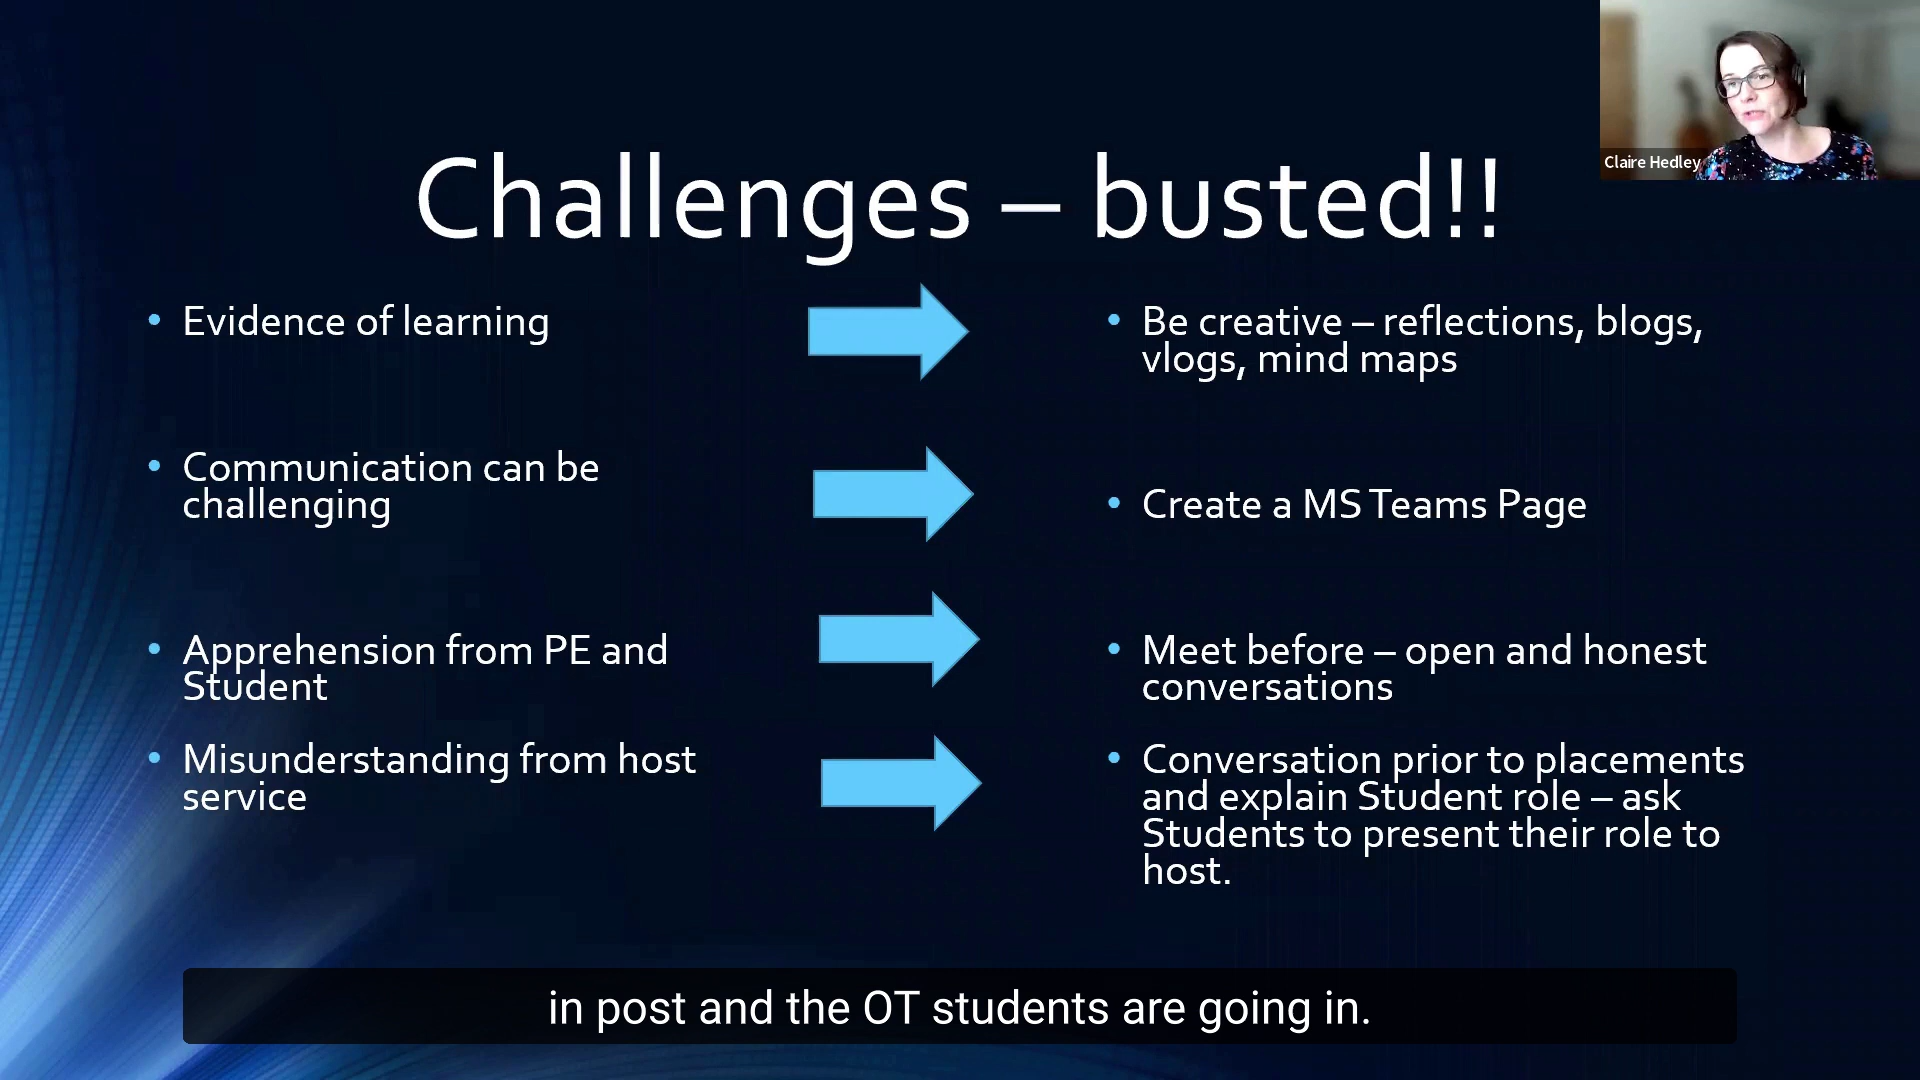 Claire Hedley
Challenges – busted!!
• Evidence of learning
• Be creative – reflections, blogs,
vlogs, mind maps
• Communication can be
challenging
• Create a MS Teams Page
• Apprehension from PE and
Student
• Meet before – open and honest
conversations
• Misunderstanding from host
service
• Conversation prior to placements
and explain Student role – ask
Students to present their role to
host.
in post and the OT students are going in.